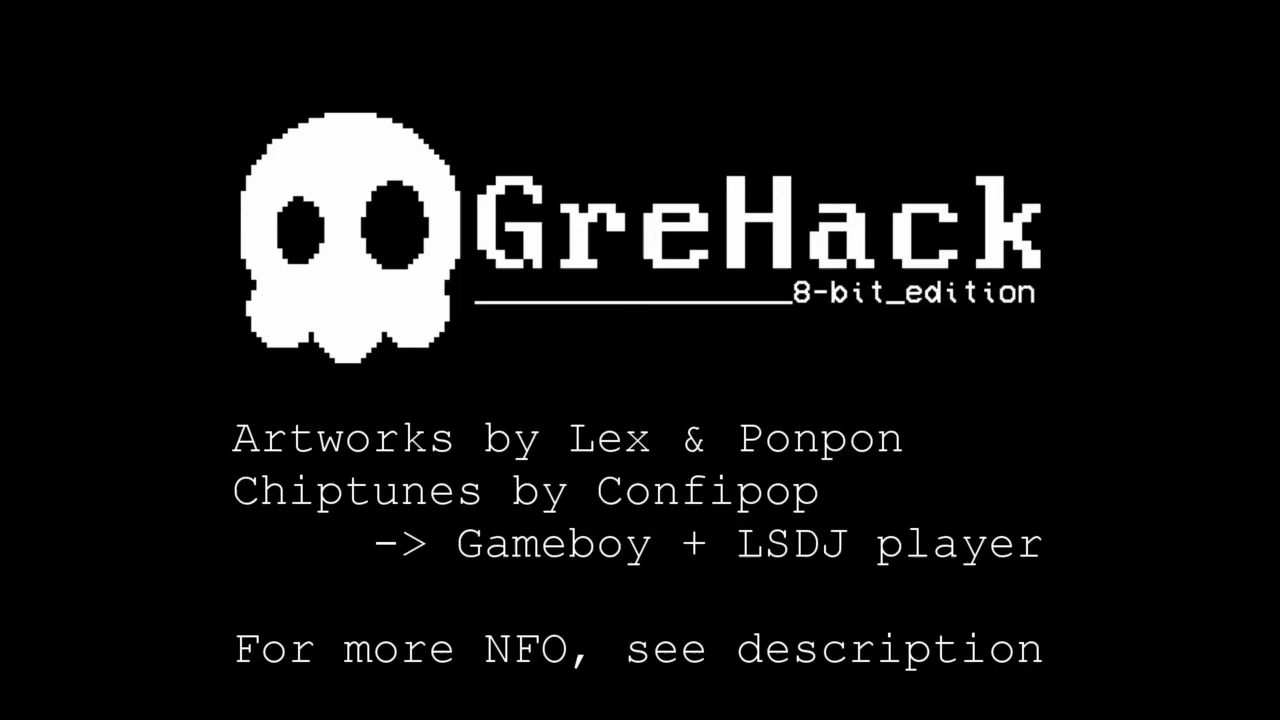 GreHack
________________8-bit_edition
Artworks by Lex & Ponpon
Chiptunes by Confipop
-> Gameboy + LSDJ player
For more NFO, see description